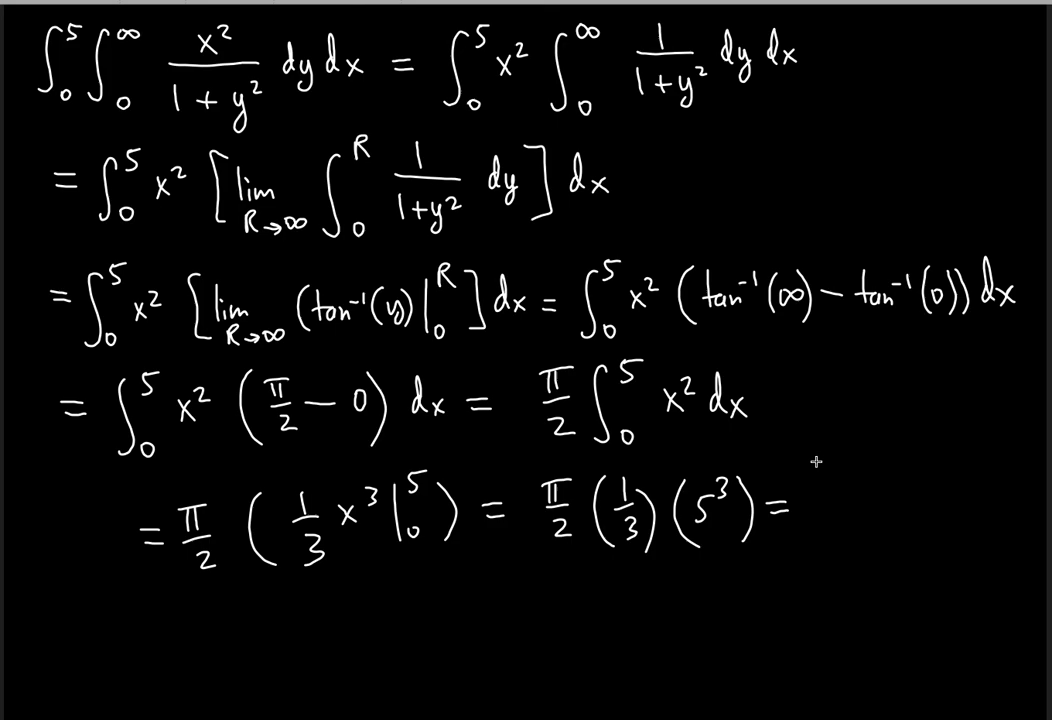 ∫₀⁵ ∫₀^∞ x²/(1+y²) dy dx = ∫₀⁵ x² ∫₀^∞ 1/(1+y²) dy dx
= ∫₀⁵ x² [lim_{R→∞} ∫₀^R 1/(1+y²) dy] dx
= ∫₀⁵ x² [lim_{R→∞} (tan⁻¹(y)|₀^R ] dx = ∫₀⁵ x² (tan⁻¹(∞) − tan⁻¹(0)) dx
= ∫₀⁵ x² (π/2 − 0) dx = π/2 ∫₀⁵ x² dx
= π/2 (1/3 x³|₀⁵) = π/2 (1/3)(5³) =